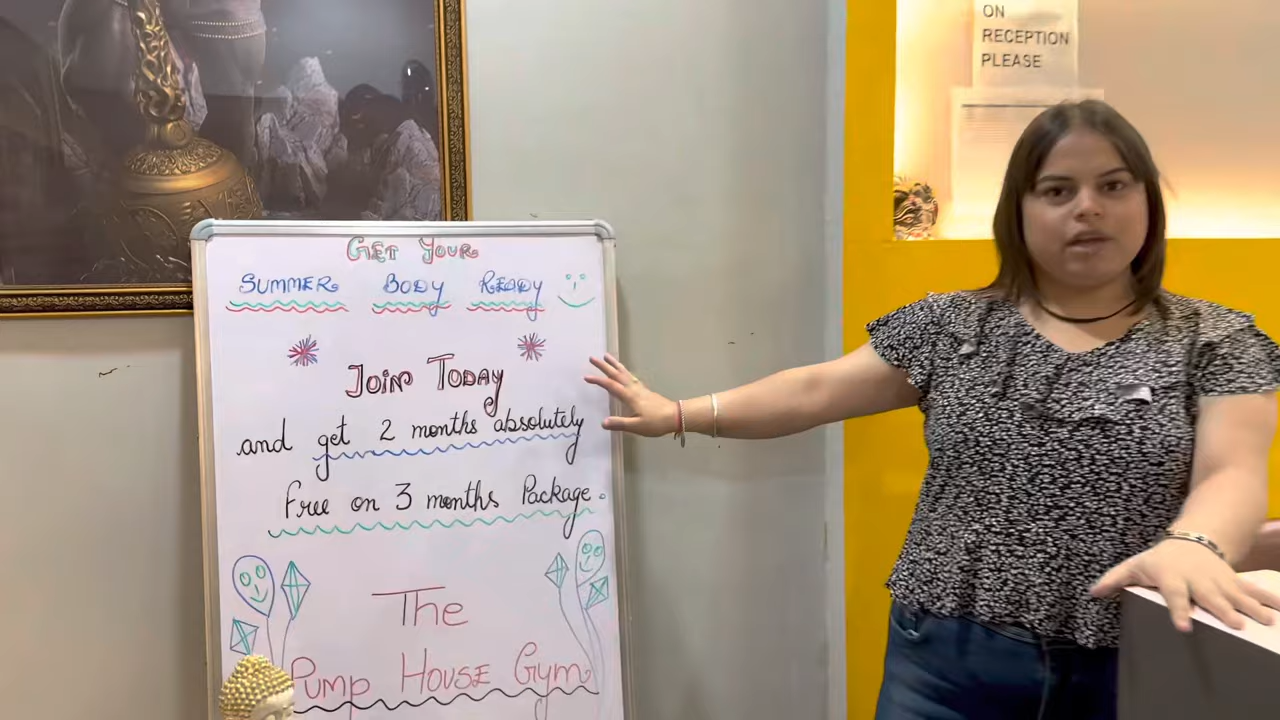 ON
RECEPTION
PLEASE
GET YOUR
SUMMER BODY READY
JOIN TODAY
and get 2 months absolutely
free on 3 months Package.
The
PUMP HOUSE Gym